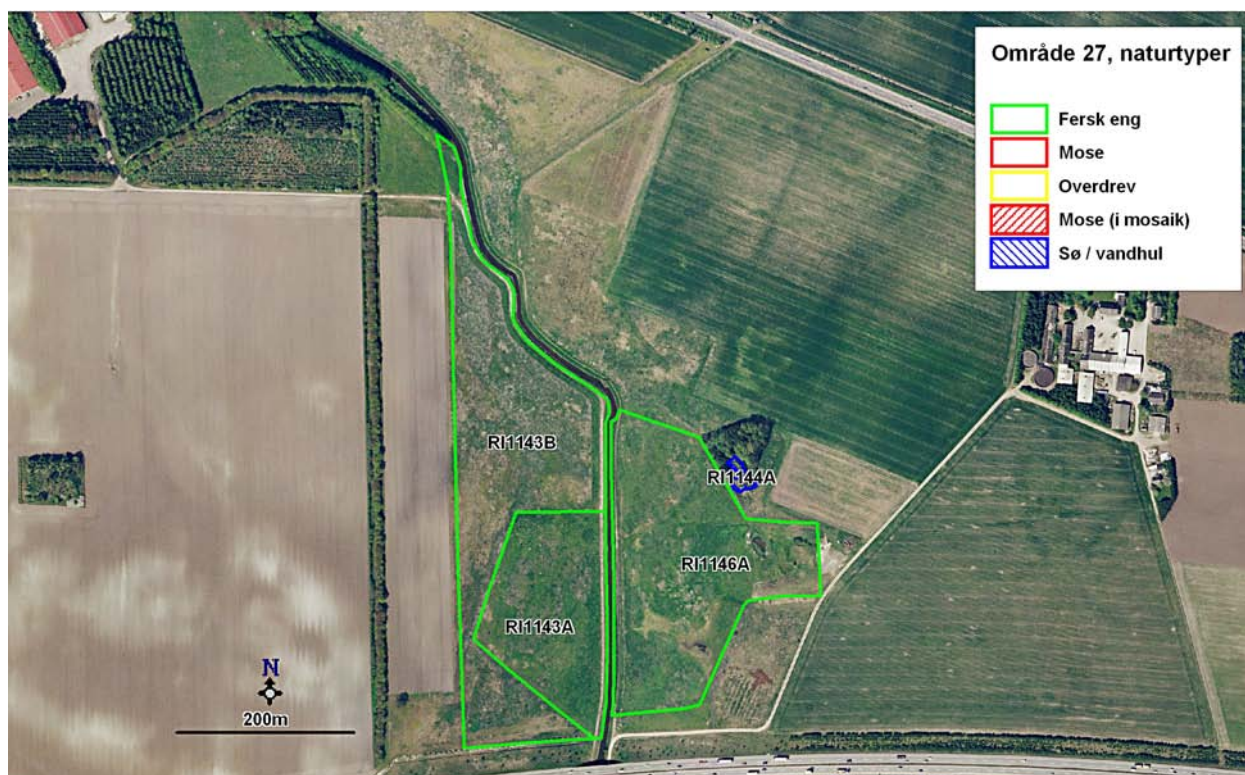 Område 27, naturtyper
Fersk eng
Mose
Overdrev
Mose (i mosaik)
Sø / vandhul
RI1143B
RI1144A
RI1146A
RI1143A
N
200m